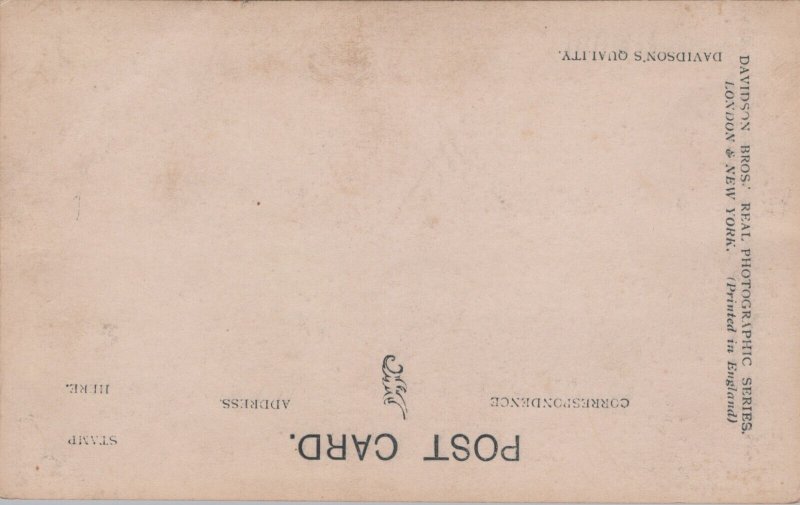 POST CARD.
STAMP
HERE.
CORRESPONDENCE
ADDRESS.
DAVIDSON BROS.' REAL PHOTOGRAPHIC SERIES.
LONDON & NEW YORK. (Printed in England)
DAVIDSON'S QUALITY.